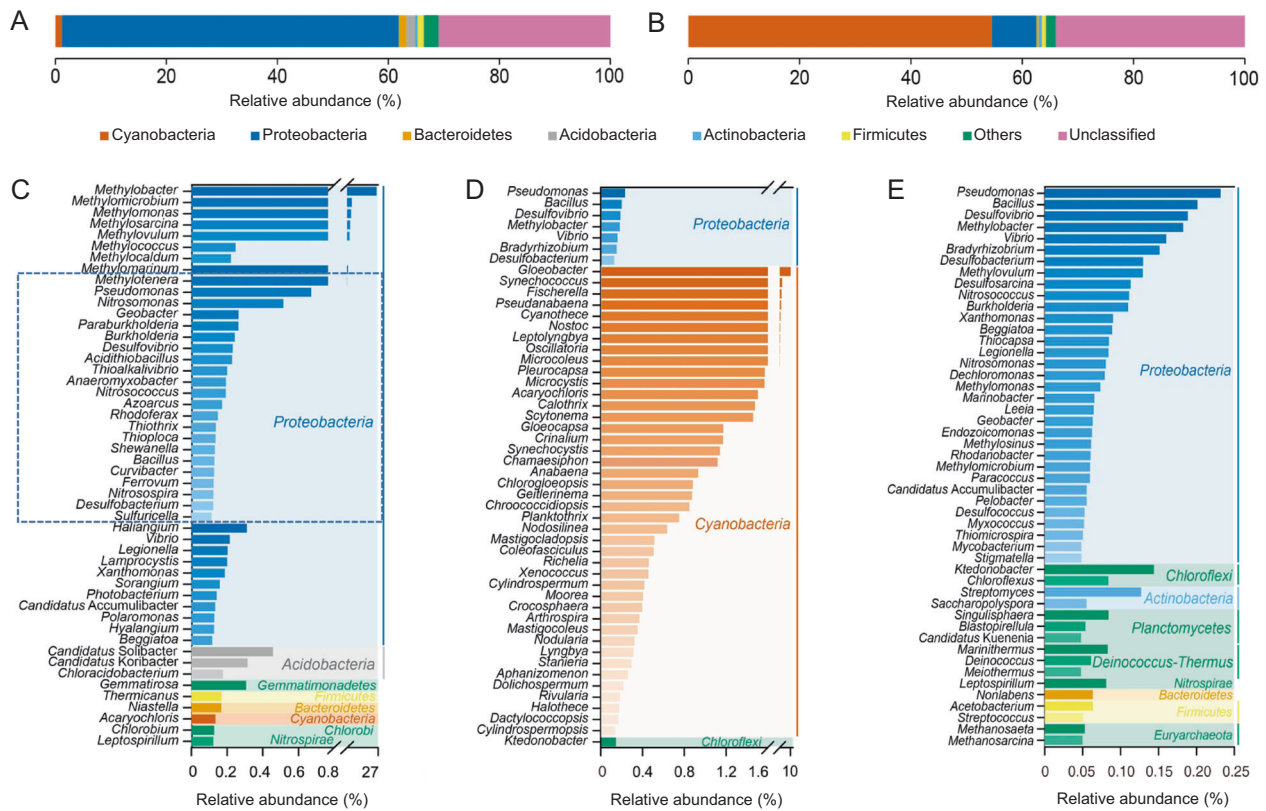 A
B
0 20 40 60 80 100
Relative abundance (%)
0 20 40 60 80 100
Relative abundance (%)
Cyanobacteria Proteobacteria Bacteroidetes Acidobacteria Actinobacteria Firmicutes Others Unclassified
C
Methylobacter
Methylomicrobium
Methylomonas
Methylosarcina
Methylovulum
Methylococcus
Methylocaldum
Methylomarinum
Methylotenera
Pseudomonas
Nitrosomonas
Geobacter
Paraburkholderia
Burkholderia
Desulfovibrio
Acidithiobacillus
Thioalkalivibrio
Anaeromyxobacter
Nitrosococcus
Azoarcus
Rhodoferax
Thiothrix
Thioploca
Shewanella
Bacillus
Curvibacter
Ferrovum
Nitrosospira
Desulfobacterium
Sulfuricella
Haliangium
Vibrio
Legionella
Lamprocystis
Xanthomonas
Sorangium
Photobacterium
Candidatus Accumulibacter
Polaromonas
Hyalangium
Beggiatoa
Candidatus Solibacter
Candidatus Koribacter
Chloracidobacterium
Gemmatirosa
Thermicanus
Niastella
Acaryochloris
Chlorobium
Leptospirillum
Proteobacteria
Acidobacteria
Gemmatimonadetes
Firmicutes
Bacteroidetes
Cyanobacteria
Chlorobi
Nitrospirae
0 0.2 0.4 0.6 0.8 27
Relative abundance (%)
D
Pseudomonas
Bacillus
Desulfovibrio
Methylobacter
Vibrio
Bradyrhizobium
Desulfobacterium
Gloeobacter
Synechococcus
Fischerella
Pseudanabaena
Cyanothece
Nostoc
Leptolyngbya
Oscillatoria
Microcoleus
Pleurocapsa
Microcystis
Acaryochloris
Calothrix
Scytonema
Gloeocapsa
Crinalium
Synechocystis
Chamaesiphon
Anabaena
Chlorogloeopsis
Geitlerinema
Chroococcidiopsis
Planktothrix
Nodosilinea
Mastigocladopsis
Coleofasciculus
Richelia
Xenococcus
Cylindrospermum
Moorea
Crocosphaera
Arthrospira
Mastigocoleus
Nodularia
Lyngbya
Stanieria
Aphanizomenon
Dolichospermum
Rivularia
Halothece
Dactylococcopsis
Cylindrospermopsis
Ktedonobacter
Proteobacteria
Cyanobacteria
Chloroflexi
0 0.4 0.8 1.2 1.6 10
Relative abundance (%)
E
Pseudomonas
Bacillus
Desulfovibrio
Methylobacter
Vibrio
Bradyrhizobrium
Desulfobacterium
Methylovulum
Desulfosarcina
Nitrosococcus
Burkholderia
Xanthomonas
Beggiatoa
Thiocapsa
Legionella
Nitrosomonas
Dechloromonas
Methylomonas
Marinobacter
Leeia
Geobacter
Endozoicomonas
Methylosinus
Rhodanobacter
Methylomicrobium
Paracoccus
Candidatus Accumulibacter
Pelobacter
Desulfococcus
Myxococcus
Thiomicrospira
Mycobacterium
Stigmatella
Ktedonobacter
Chloroflexus
Streptomyces
Saccharopolyspora
Singulisphaera
Blastopirellula
Candidatus Kuenenia
Marinithermus
Deinococcus
Meiothermus
Leptospirillum
Nonlabens
Acetobacterium
Streptococcus
Methanosaeta
Methanosarcina
Proteobacteria
Chloroflexi
Actinobacteria
Planctomycetes
Deinococcus-Thermus
Nitrospirae
Bacteroidetes
Firmicutes
Euryarchaeota
0 0.05 0.15 0.20 0.15 0.25
Relative abundance (%)